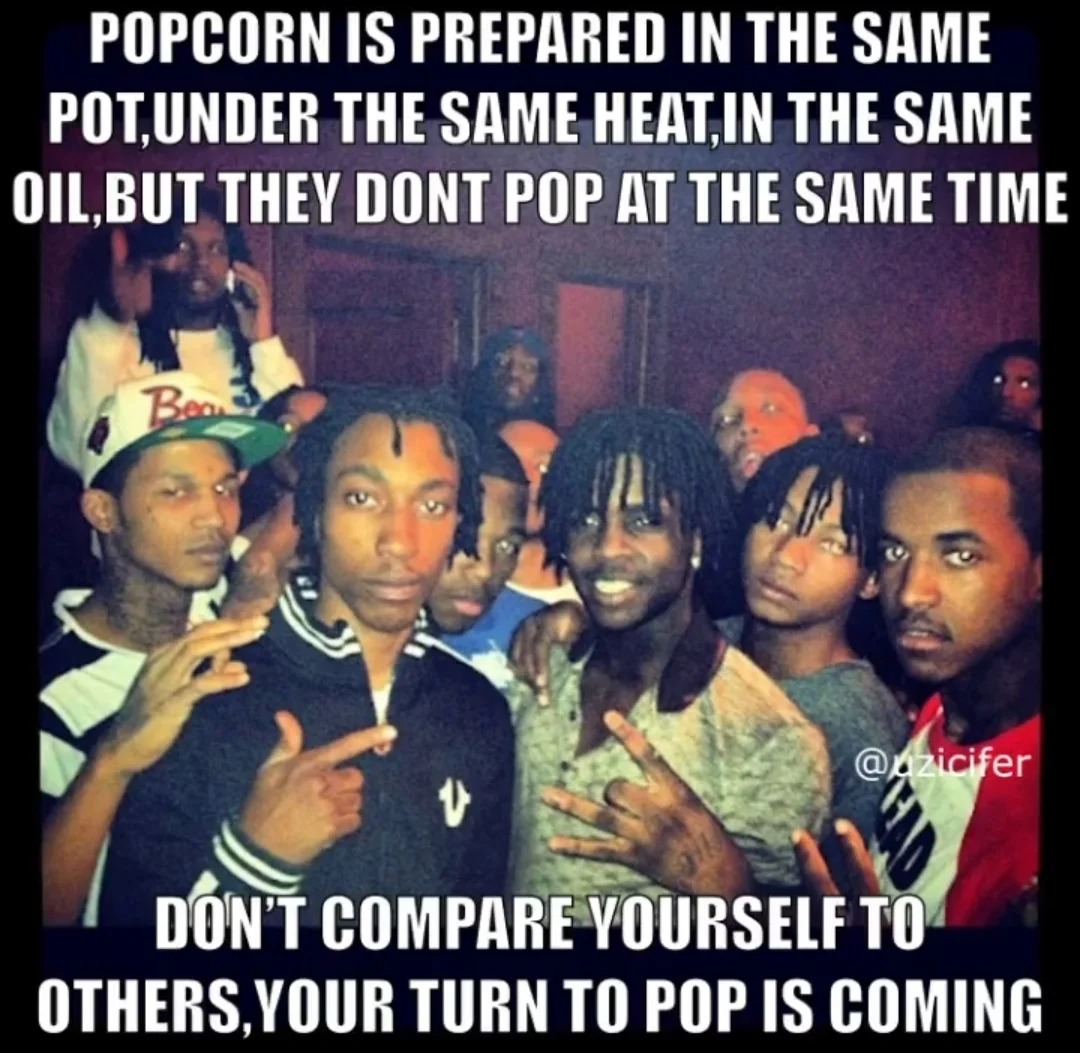 POPCORN IS PREPARED IN THE SAME
POT,UNDER THE SAME HEAT,IN THE SAME
OIL,BUT THEY DONT POP AT THE SAME TIME
@uzicifer
DON'T COMPARE YOURSELF TO
OTHERS,YOUR TURN TO POP IS COMING